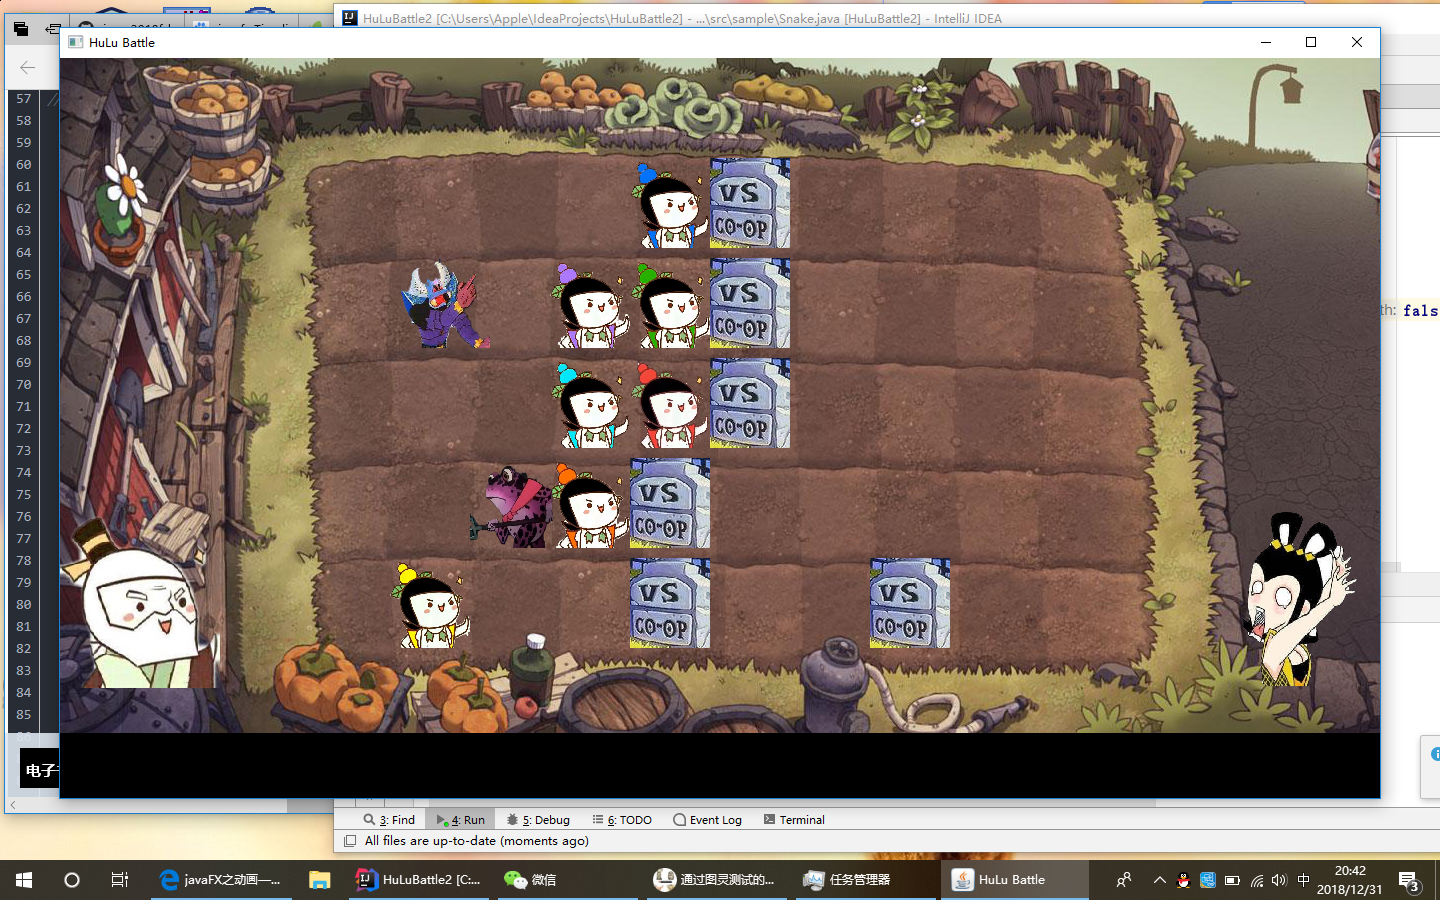 HuLuBattle2 [C:\Users\Apple\IdeaProjects\HuLuBattle2] - ...\src\sample\Snake.java [HuLuBattle2] - IntelliJ IDEA
HuLu Battle
57
//
58
59
60
61
62
63
64
65
66
67
68
69
70
71
72
73
74
75
76
77
78
79
80
81
82
83
84
85
86
VS
CO-OP
VS
CO-OP
th: fals
VS
CO-OP
VS
CO-OP
VS
CO-OP
VS
CO-OP
电子
3: Find
4: Run
5: Debug
6: TODO
Event Log
Terminal
All files are up-to-date (moments ago)
javaFX之动画—...
HuLuBattle2 [C:...
微信
通过图灵测试的...
任务管理器
HuLu Battle
中
20:42
2018/12/31
3